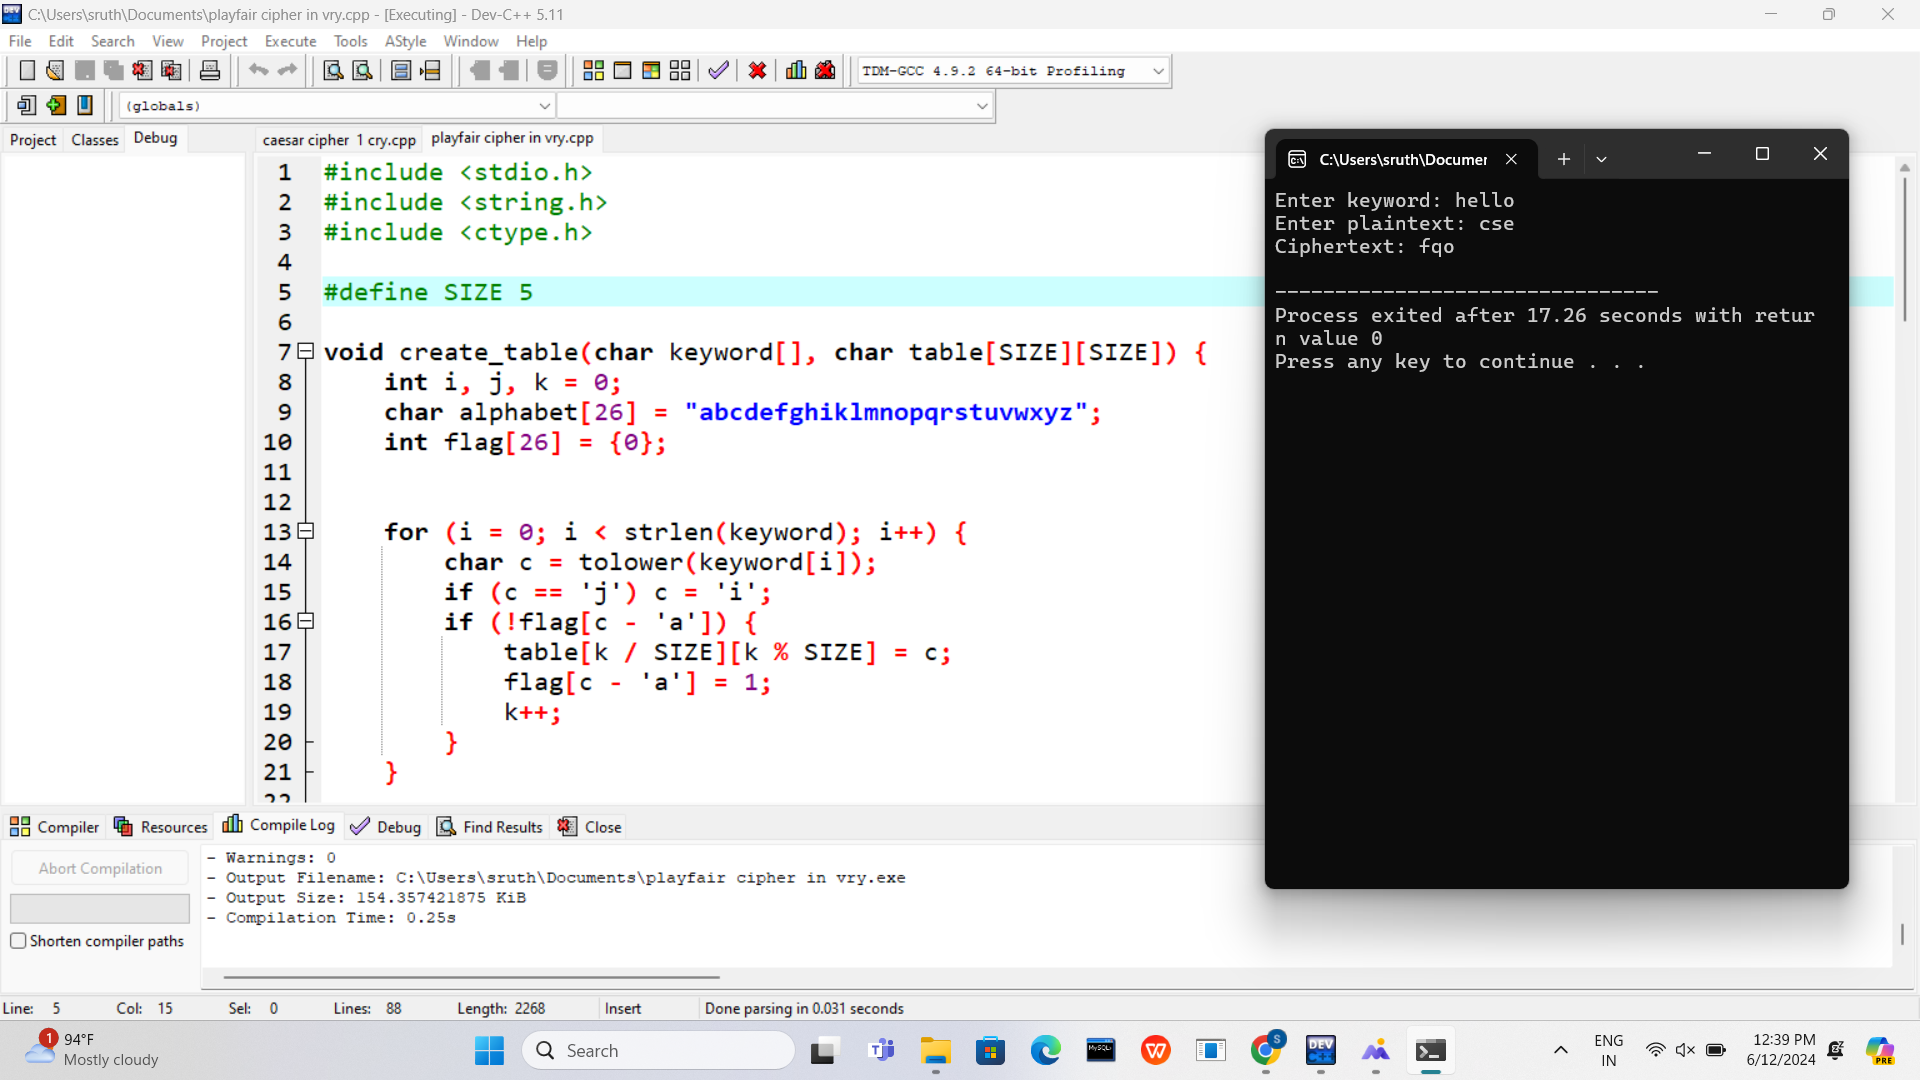 C:\Users\sruth\Documents\playfair cipher in vry.cpp - [Executing] - Dev-C++ 5.11
File Edit Search View Project Execute Tools AStyle Window Help
TDM-GCC 4.9.2 64-bit Profiling
(globals)
Project Classes Debug
caesar cipher 1 cry.cpp playfair cipher in vry.cpp
1 #include <stdio.h>
2 #include <string.h>
3 #include <ctype.h>
4
5 #define SIZE 5
6
7 void create_table(char keyword[], char table[SIZE][SIZE]) {
8 int i, j, k = 0;
9 char alphabet[26] = "abcdefghiklmnopqrstuvwxyz";
10 int flag[26] = {0};
11
12
13 for (i = 0; i < strlen(keyword); i++) {
14 char c = tolower(keyword[i]);
15 if (c == 'j') c = 'i';
16 if (!flag[c - 'a']) {
17 table[k / SIZE][k % SIZE] = c;
18 flag[c - 'a'] = 1;
19 k++;
20 }
21 }
22
C:\Users\sruth\Documer
Enter keyword: hello
Enter plaintext: cse
Ciphertext: fqo
--------------------------------
Process exited after 17.26 seconds with retur
n value 0
Press any key to continue . . .
Compiler Resources Compile Log Debug Find Results Close
Abort Compilation
Shorten compiler paths
- Warnings: 0
- Output Filename: C:\Users\sruth\Documents\playfair cipher in vry.exe
- Output Size: 154.357421875 KiB
- Compilation Time: 0.25s
Line: 5 Col: 15 Sel: 0 Lines: 88 Length: 2268 Insert Done parsing in 0.031 seconds
1
94°F
Mostly cloudy
Search
MySQL
S
DEV
PRE
ENG
IN
12:39 PM
6/12/2024